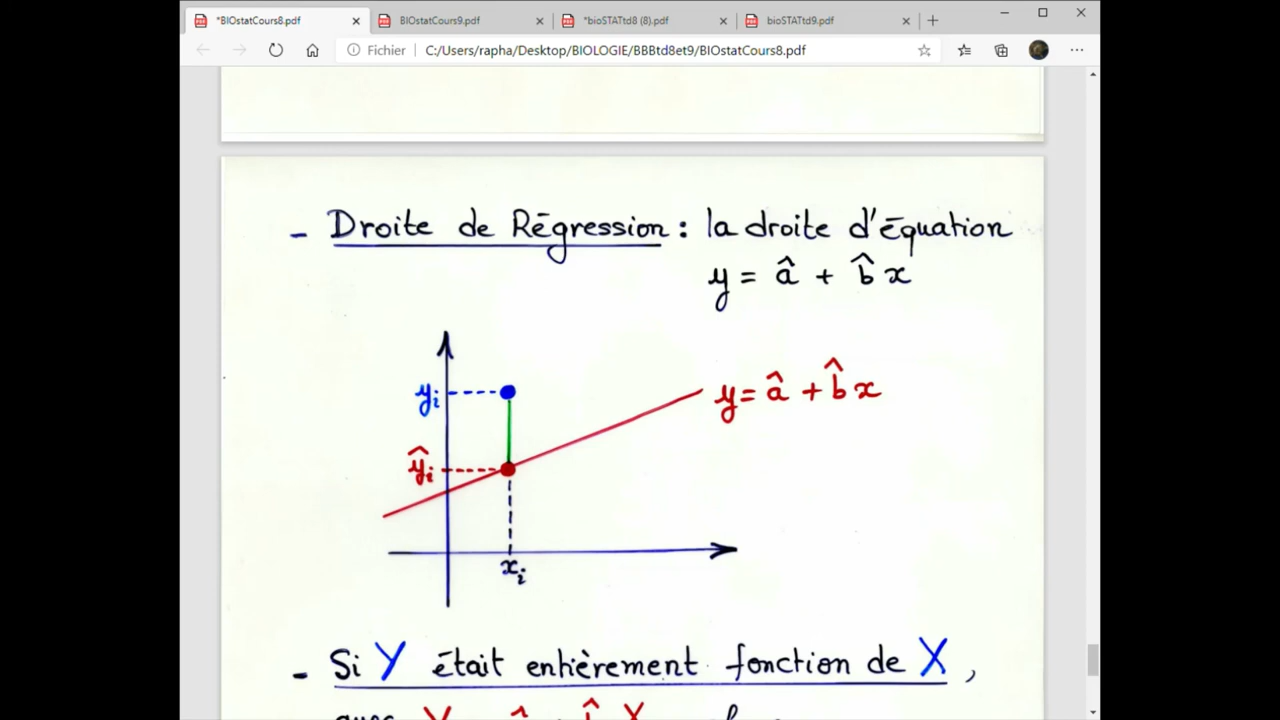 *BIOstatCours8.pdf
BIOstatCours9.pdf
*bioSTATtd8 (8).pdf
bioSTATtd9.pdf
Fichier
C:/Users/rapha/Desktop/BIOLOGIE/BBBtd8et9/BIOstatCours8.pdf
- Droite de Régression : la droite d'équation
y = â + b̂ x
yᵢ
y = â + b̂ x
ŷᵢ
xᵢ
- Si Y était entièrement fonction de X ,